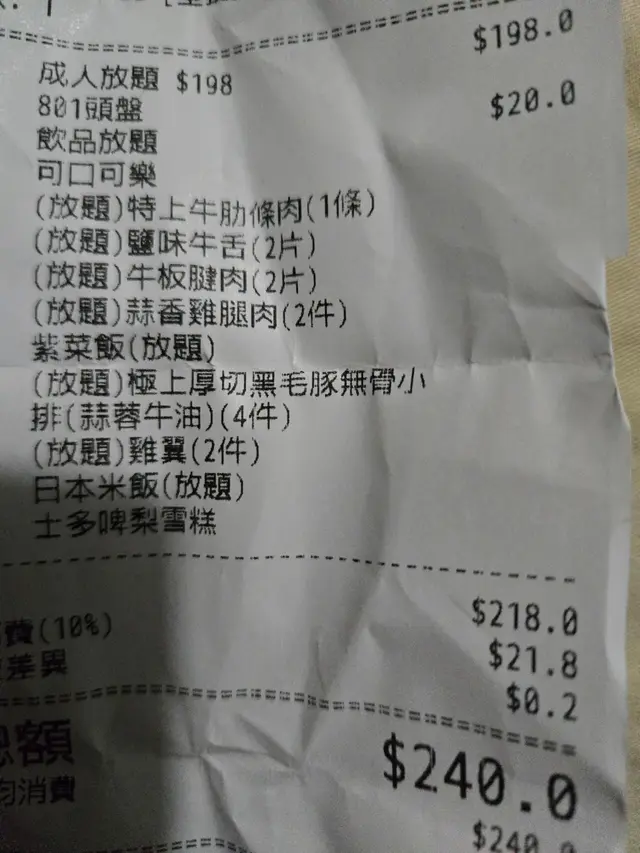 $198.0
成人放題 $198
801頭盤 $20.0
飲品放題
可口可樂
(放題)特上牛肋條肉(1條)
(放題)鹽味牛舌(2片)
(放題)牛板腱肉(2片)
(放題)蒜香雞腿肉(2件)
紫菜飯(放題)
(放題)極上厚切黑毛豚無骨小
排(蒜蓉牛油)(4件)
(放題)雞翼(2件)
日本米飯(放題)
士多啤梨雪糕
$218.0
費(10%) $21.8
差異 $0.2
額 $240.0
均消費 $240.0